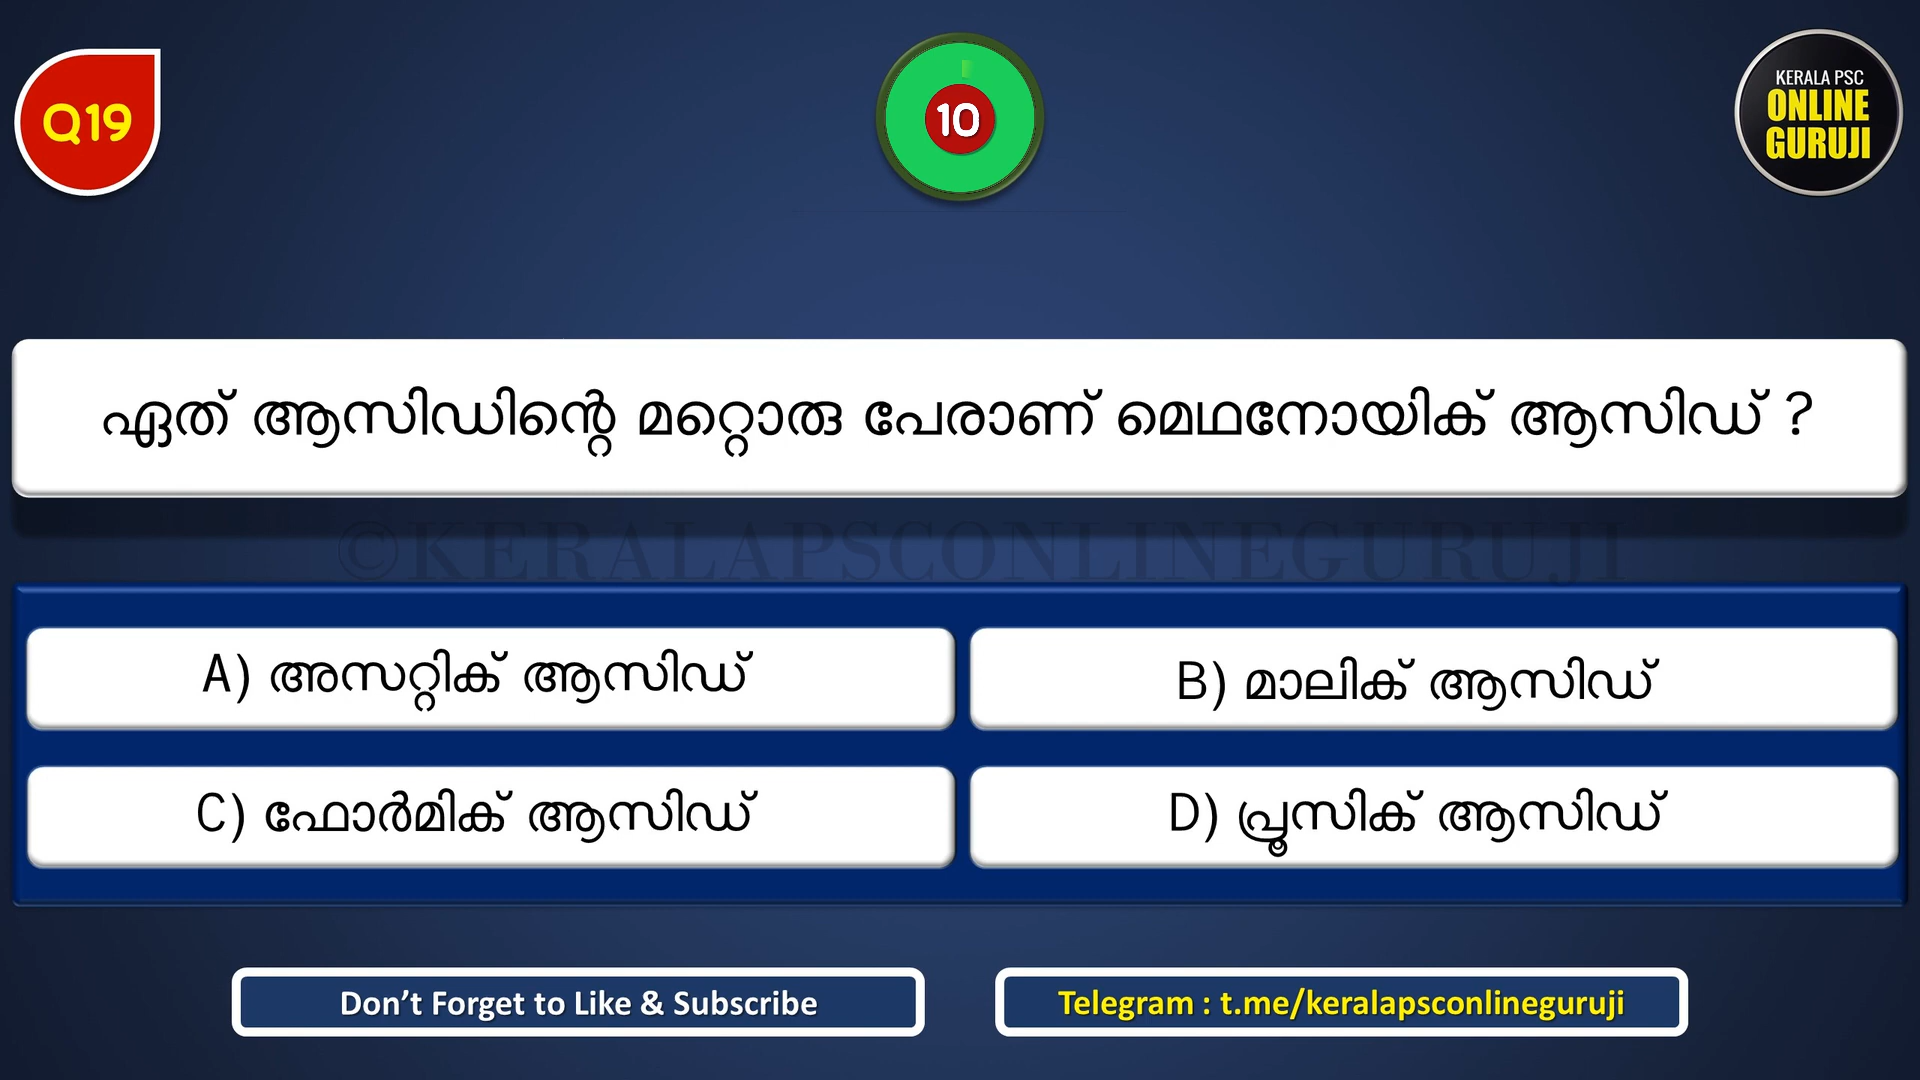 Q19
10
KERALA PSC
ONLINE
GURUJI
ഏത് ആസിഡിന്റെ മറ്റൊരു പേരാണ് മെഥനോയിക് ആസിഡ് ?
©KERALAPSCONLINEGURUJI
A) അസറ്റിക് ആസിഡ്
B) മാലിക് ആസിഡ്
C) ഫോർമിക് ആസിഡ്
D) പ്രൂസിക് ആസിഡ്
Don’t Forget to Like & Subscribe
Telegram : t.me/keralapsconlineguruji